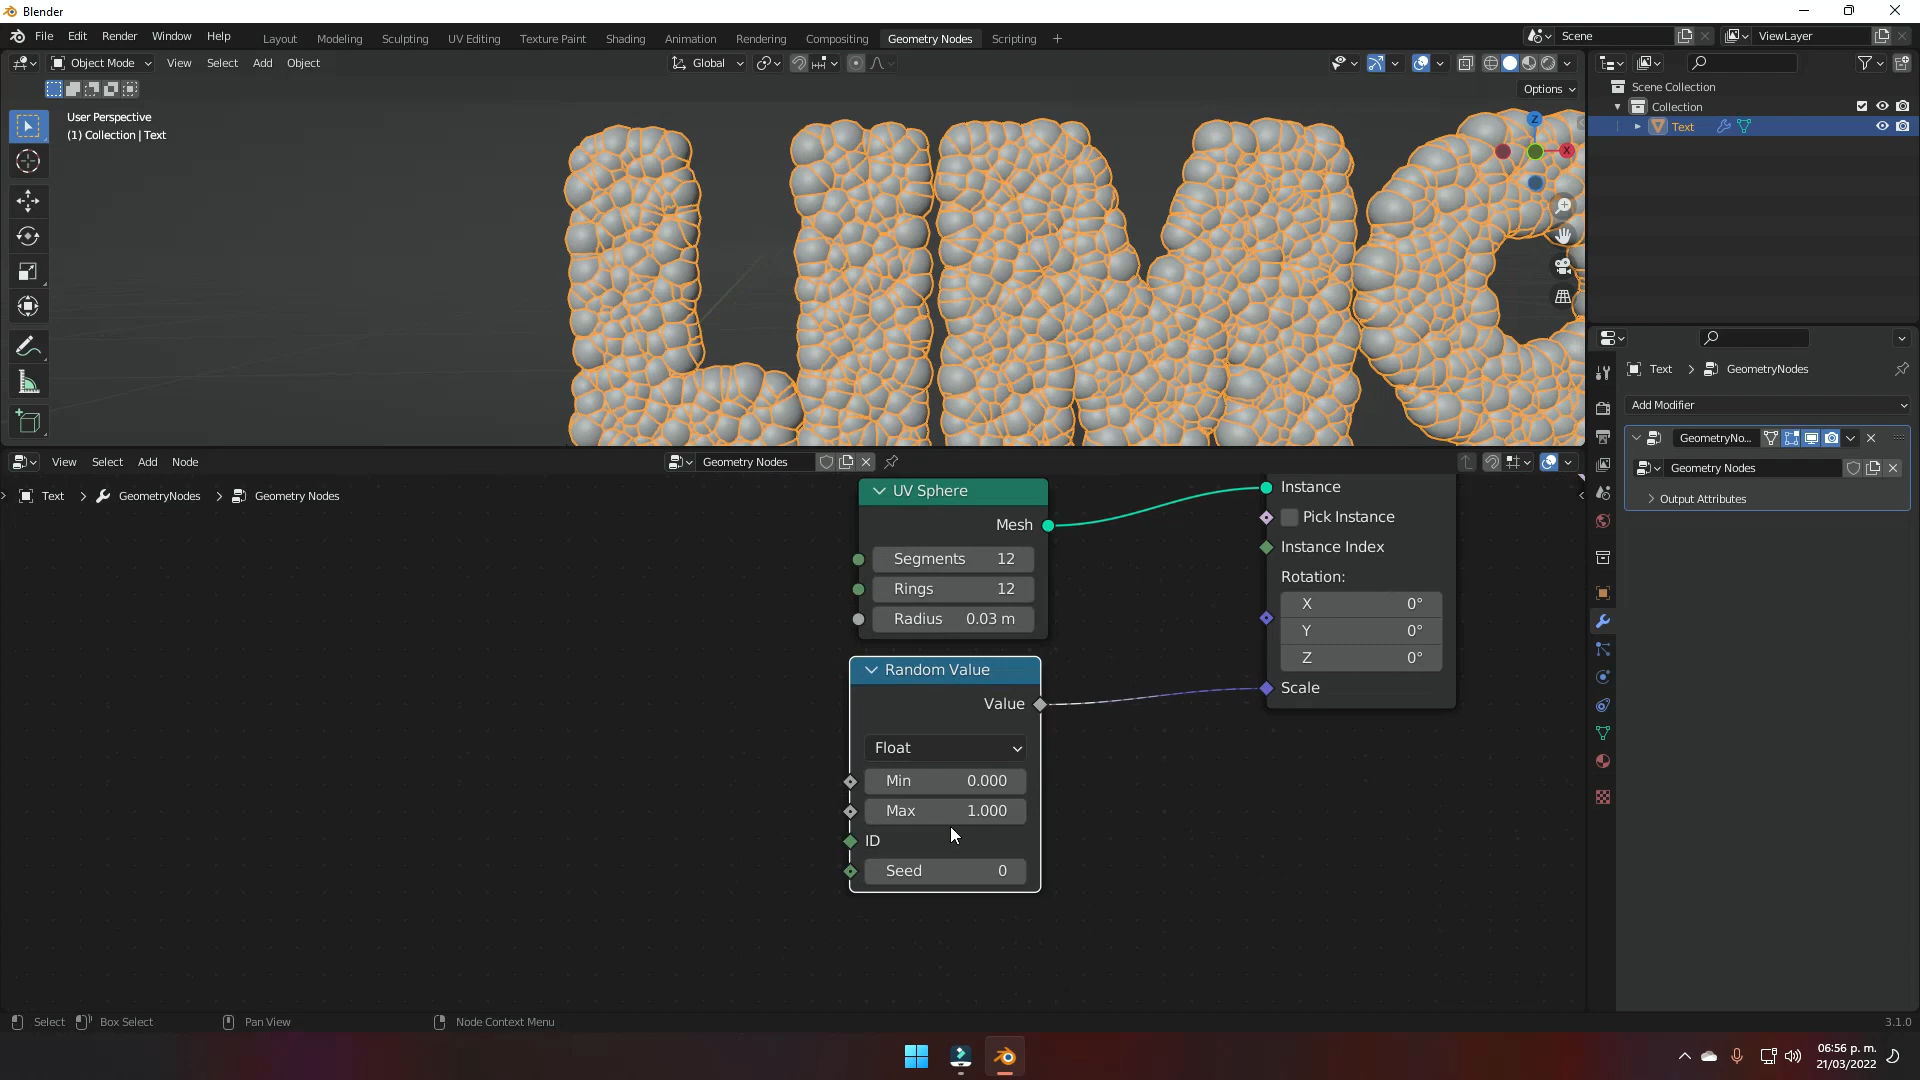 Blender
File Edit Render Window Help
Layout Modeling Sculpting UV Editing Texture Paint Shading Animation Rendering Compositing Geometry Nodes Scripting +
Scene
ViewLayer
Object Mode View Select Add Object
Global
Options
User Perspective
(1) Collection | Text
Z
X
Scene Collection
Collection
Text
Text > GeometryNodes
Add Modifier
GeometryNo...
Geometry Nodes
Output Attributes
View Select Add Node
Geometry Nodes
Text > GeometryNodes > Geometry Nodes
UV Sphere
Mesh
Segments 12
Rings 12
Radius 0.03 m
Random Value
Value
Float
Min 0.000
Max 1.000
ID
Seed 0
Instance
Pick Instance
Instance Index
Rotation:
X 0°
Y 0°
Z 0°
Scale
Select Box Select Pan View Node Context Menu
3.1.0
06:56 p. m.
21/03/2022